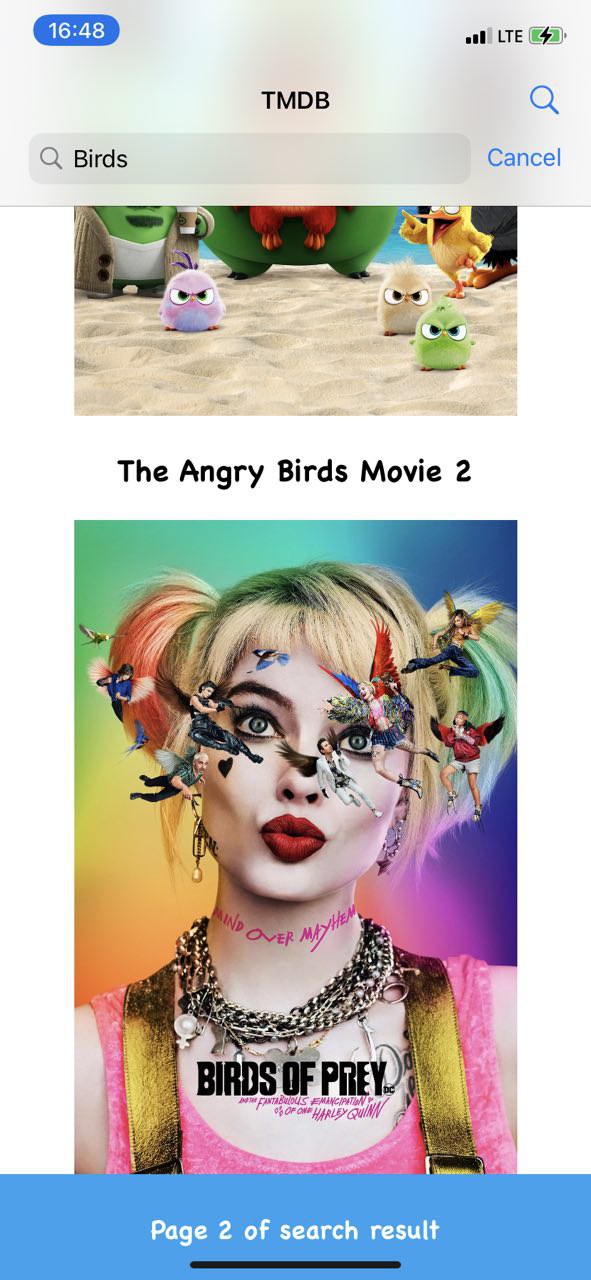 16:48
LTE
TMDB
Birds
Cancel
The Angry Birds Movie 2
MIND OVER MAYHEM
BIRDS OF PREY
DC
AND THE FANTABULOUS EMANCIPATION
OF ONE HARLEY QUINN
Page 2 of search result